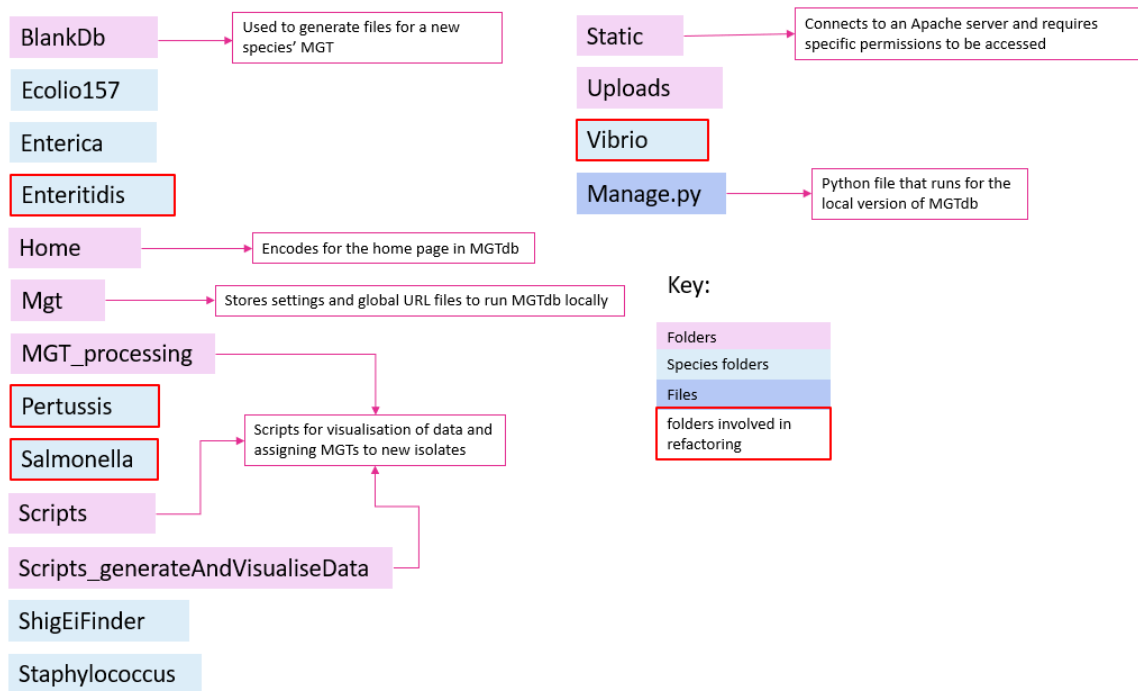 BlankDb
Used to generate files for a new
species’ MGT
Ecolio157
Enterica
Enteritidis
Home
Encodes for the home page in MGTdb
Mgt
Stores settings and global URL files to run MGTdb locally
MGT_processing
Pertussis
Salmonella
Scripts for visualisation of data and
assigning MGTs to new isolates
Scripts
Scripts_generateAndVisualiseData
ShigEiFinder
Staphylococcus
Static
Connects to an Apache server and requires
specific permissions to be accessed
Uploads
Vibrio
Manage.py
Python file that runs for the
local version of MGTdb
Key:
Folders
Species folders
Files
folders involved in
refactoring